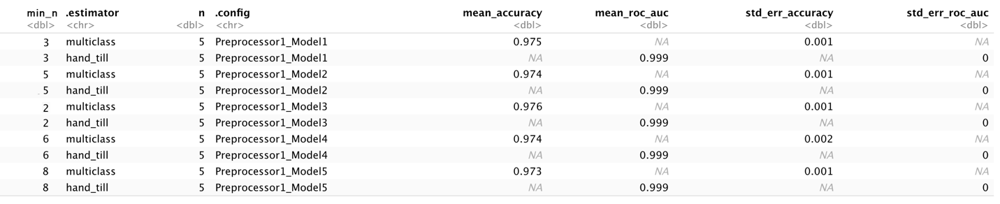 min_n .estimator n .config mean_accuracy mean_roc_auc std_err_accuracy std_err_roc_auc
<dbl> <chr> <dbl> <chr> <dbl> <dbl> <dbl> <dbl>
3 multiclass 5 Preprocessor1_Model1 0.975 NA 0.001 NA
3 hand_till 5 Preprocessor1_Model1 NA 0.999 NA 0
5 multiclass 5 Preprocessor1_Model2 0.974 NA 0.001 NA
5 hand_till 5 Preprocessor1_Model2 NA 0.999 NA 0
2 multiclass 5 Preprocessor1_Model3 0.976 NA 0.001 NA
2 hand_till 5 Preprocessor1_Model3 NA 0.999 NA 0
6 multiclass 5 Preprocessor1_Model4 0.974 NA 0.002 NA
6 hand_till 5 Preprocessor1_Model4 NA 0.999 NA 0
8 multiclass 5 Preprocessor1_Model5 0.973 NA 0.001 NA
8 hand_till 5 Preprocessor1_Model5 NA 0.999 NA 0